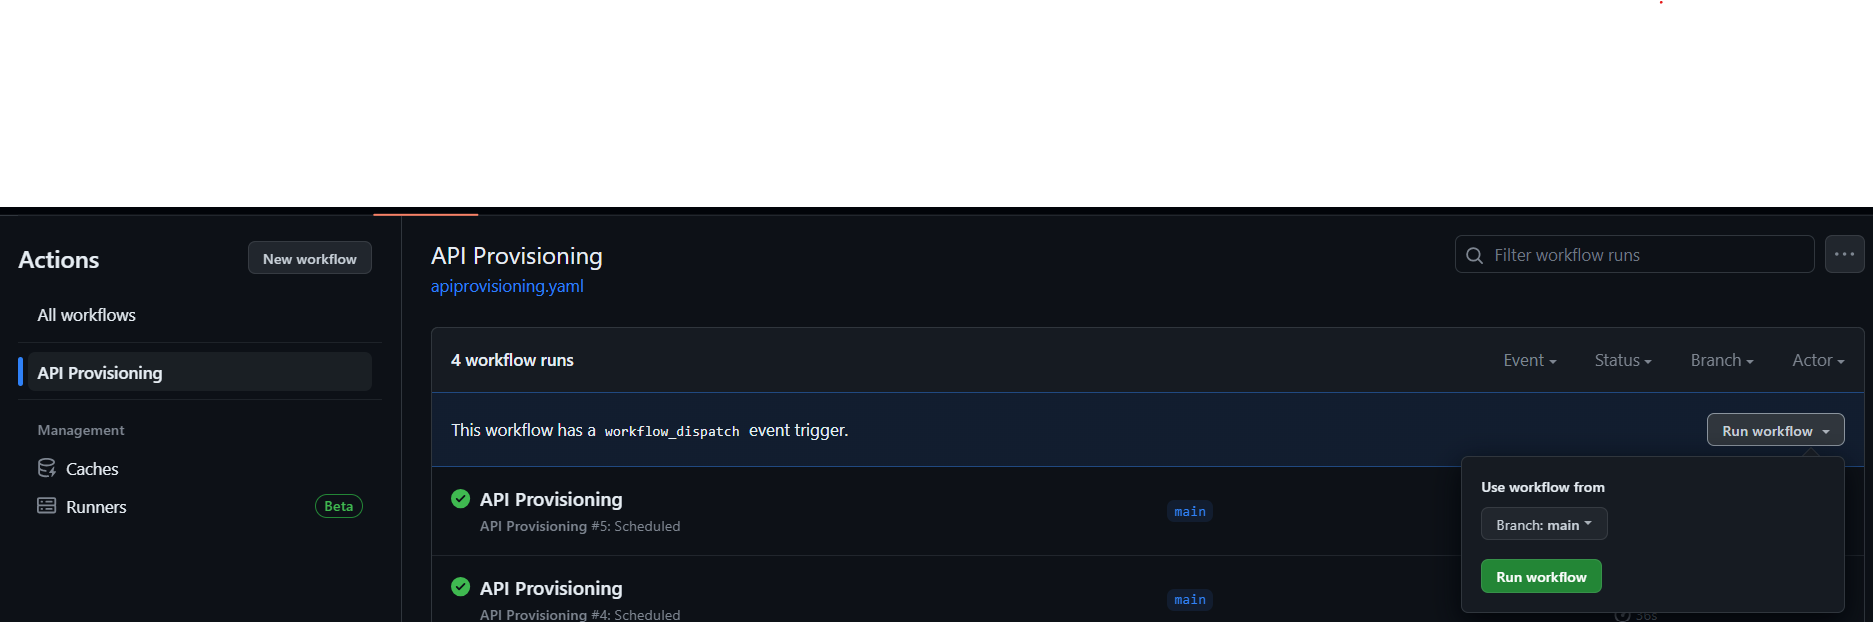 Actions
New workflow
All workflows
API Provisioning
Management
Caches
Runners
Beta
API Provisioning
apiprovisioning.yaml
Filter workflow runs
4 workflow runs
Event
Status
Branch
Actor
This workflow has a workflow_dispatch event trigger.
Run workflow
Use workflow from
Branch: main
Run workflow
API Provisioning
API Provisioning #5: Scheduled
main
API Provisioning
API Provisioning #4: Scheduled
main
36s